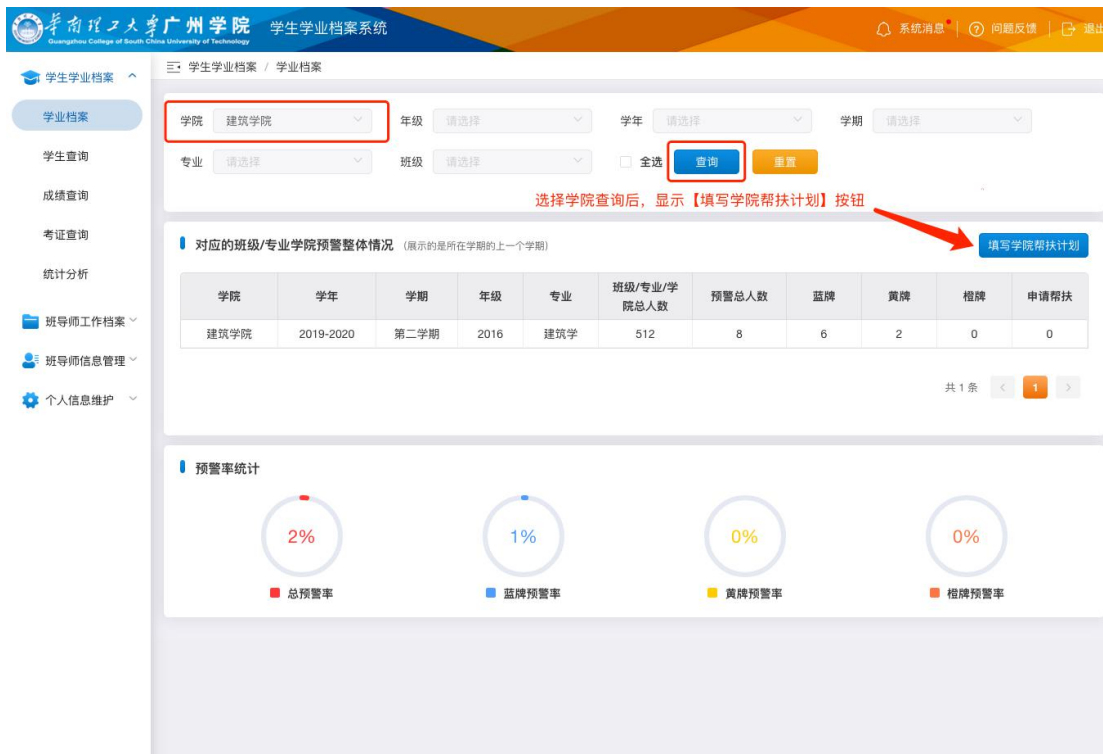 华南理工大学广州学院 学生学业档案系统 系统消息 问题反馈 退出
Guangzhou College of South China University of Technology
学生学业档案 学生学业档案 / 学业档案
学业档案
学生查询
成绩查询
考证查询
统计分析
班导师工作档案
班导师信息管理
个人信息维护
学院 建筑学院 年级 请选择 学年 请选择 学期 请选择
专业 请选择 班级 请选择 全选 查询 重置
选择学院查询后，显示【填写学院帮扶计划】按钮
对应的班级/专业学院预警整体情况 (展示的是所在学期的上一个学期) 填写学院帮扶计划
学院 学年 学期 年级 专业 班级/专业/学院总人数 预警总人数 蓝牌 黄牌 橙牌 申请帮扶
建筑学院 2019-2020 第二学期 2016 建筑学 512 8 6 2 0 0
共 1 条 < 1 >
预警率统计
2% 1% 0% 0%
总预警率 蓝牌预警率 黄牌预警率 橙牌预警率